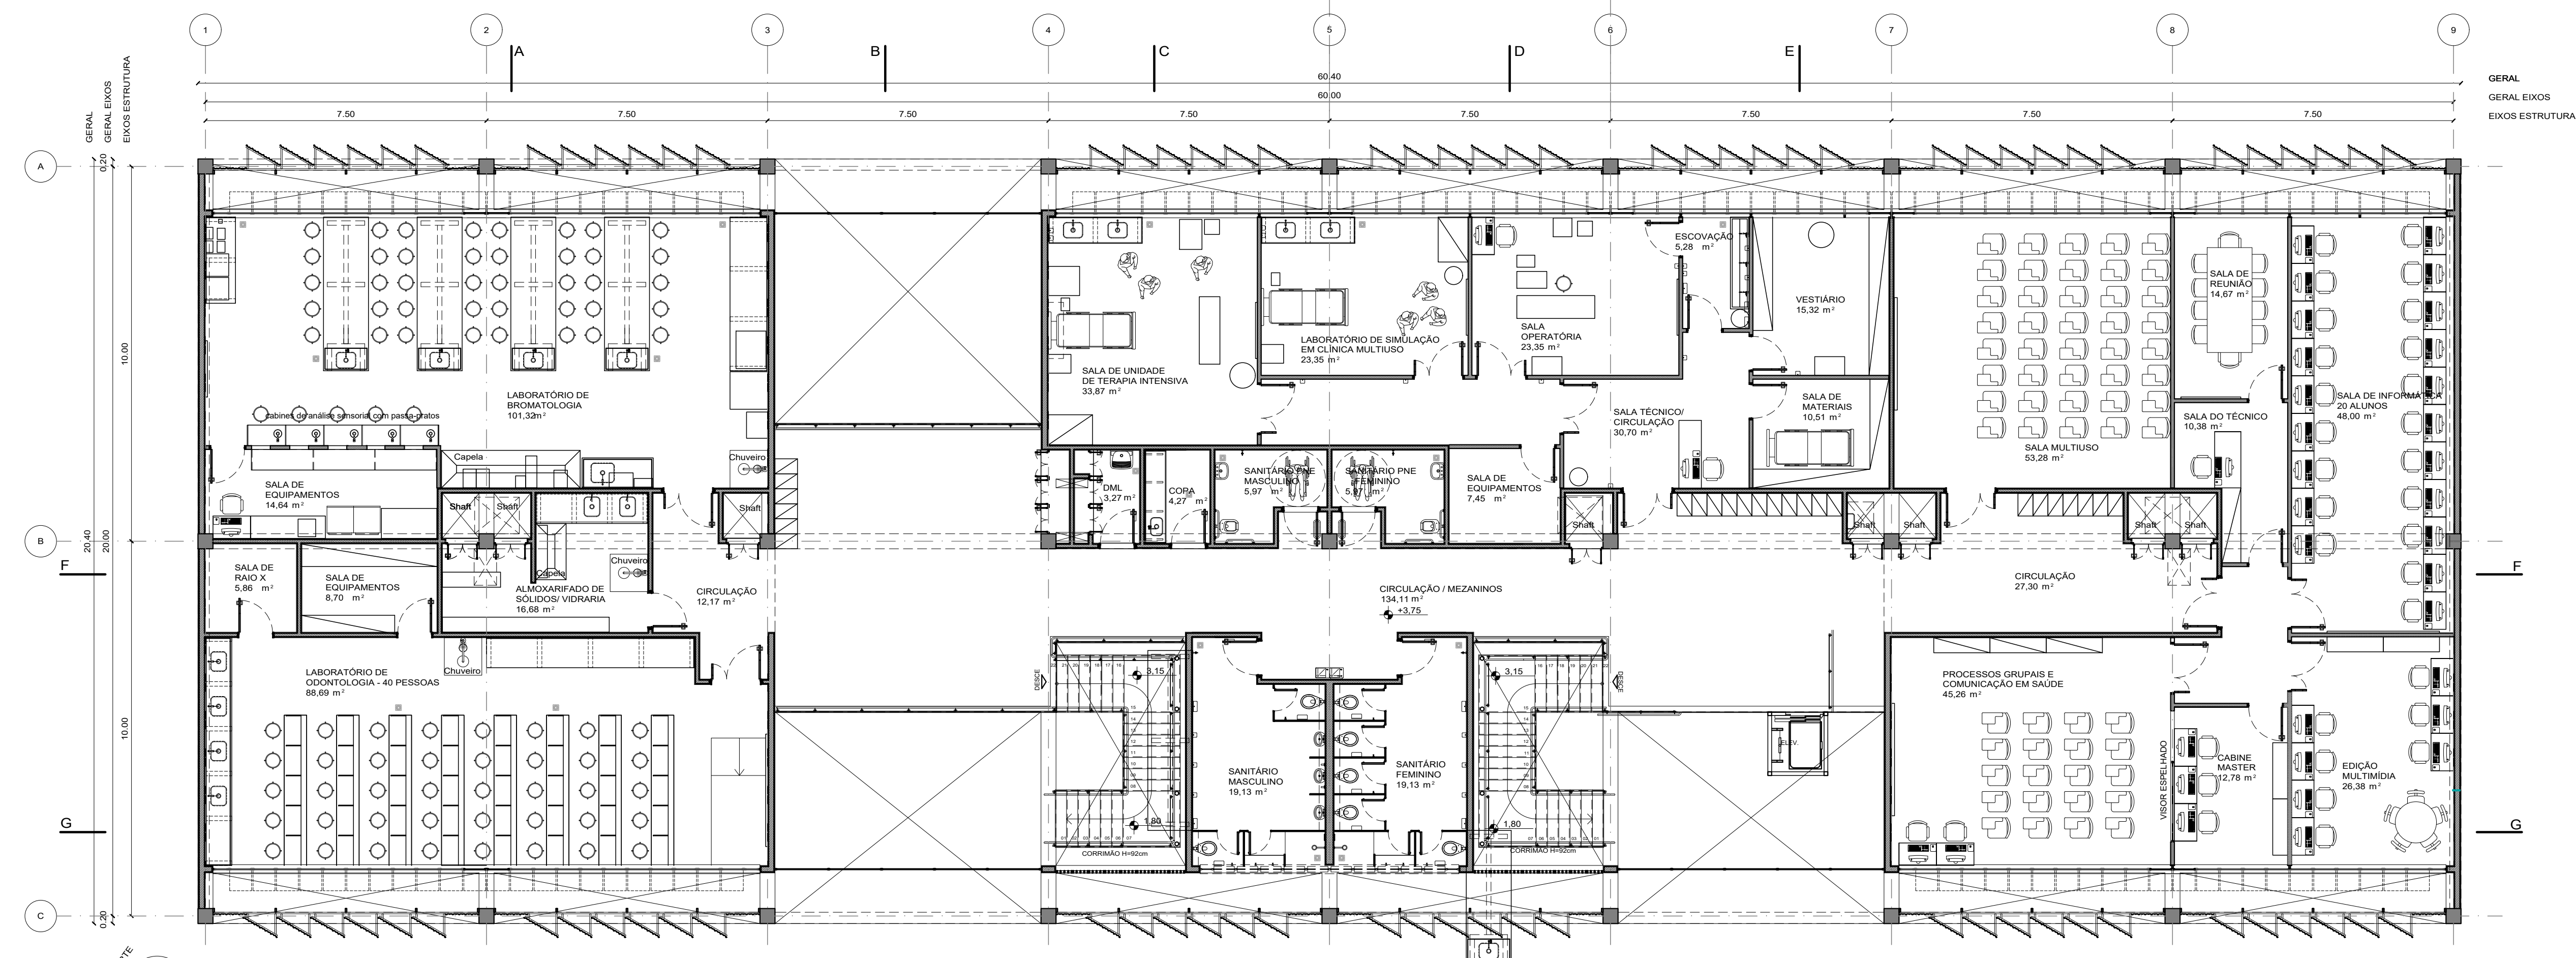 1
2
3
4
5
6
7
8
9
A
B
C
D
E
60.40
60.00
7.50
7.50
7.50
7.50
7.50
7.50
7.50
7.50
GERAL
GERAL EIXOS
EIXOS ESTRUTURA
GERAL
GERAL EIXOS
EIXOS ESTRUTURA
A
B
C
0,20
10.00
20.40
20.00
10.00
0,20
F
F
G
G
LABORATÓRIO DE
BROMATOLOGIA
101,32m²
cabines de análise sensorial com passa-pratos
Capela
Chuveiro
SALA DE
EQUIPAMENTOS
14,64 m²
Shaft
Shaft
Shaft
SALA DE
RAIO X
5,86 m²
SALA DE
EQUIPAMENTOS
8,70 m²
Capela
Chuveiro
ALMOXARIFADO DE
SÓLIDOS/ VIDRARIA
16,68 m²
CIRCULAÇÃO
12,17 m²
LABORATÓRIO DE
ODONTOLOGIA - 40 PESSOAS
88,69 m²
Chuveiro
SALA DE UNIDADE
DE TERAPIA INTENSIVA
33,87 m²
LABORATÓRIO DE SIMULAÇÃO
EM CLÍNICA MULTIUSO
23,35 m²
SALA
OPERATÓRIA
23,35 m²
ESCOVAÇÃO
5,28 m²
VESTIÁRIO
15,32 m²
SALA TÉCNICO/
CIRCULAÇÃO
30,70 m²
SALA DE
MATERIAIS
10,51 m²
DML
3,27 m²
COPA
4,27 m²
SANITÁRIO PNE
MASCULINO
5,97 m²
SANITÁRIO PNE
FEMININO
5,97 m²
SALA DE
EQUIPAMENTOS
7,45 m²
Shaft
Shaft
Shaft
Shaft
Shaft
SALA MULTIUSO
53,28 m²
SALA DE
REUNIÃO
14,67 m²
SALA DO TÉCNICO
10,38 m²
SALA DE INFORMÁTICA
20 ALUNOS
48,00 m²
CIRCULAÇÃO / MEZANINOS
134,11 m²
+3,75
CIRCULAÇÃO
27,30 m²
DESCE
3,15
1,80
CORRIMÃO H=92cm
SANITÁRIO
MASCULINO
19,13 m²
SANITÁRIO
FEMININO
19,13 m²
3,15
1,80
CORRIMÃO H=92cm
DESCE
ELEV.
PROCESSOS GRUPAIS E
COMUNICAÇÃO EM SAÚDE
45,26 m²
VISOR ESPELHADO
CABINE
MASTER
12,78 m²
EDIÇÃO
MULTIMÍDIA
26,38 m²